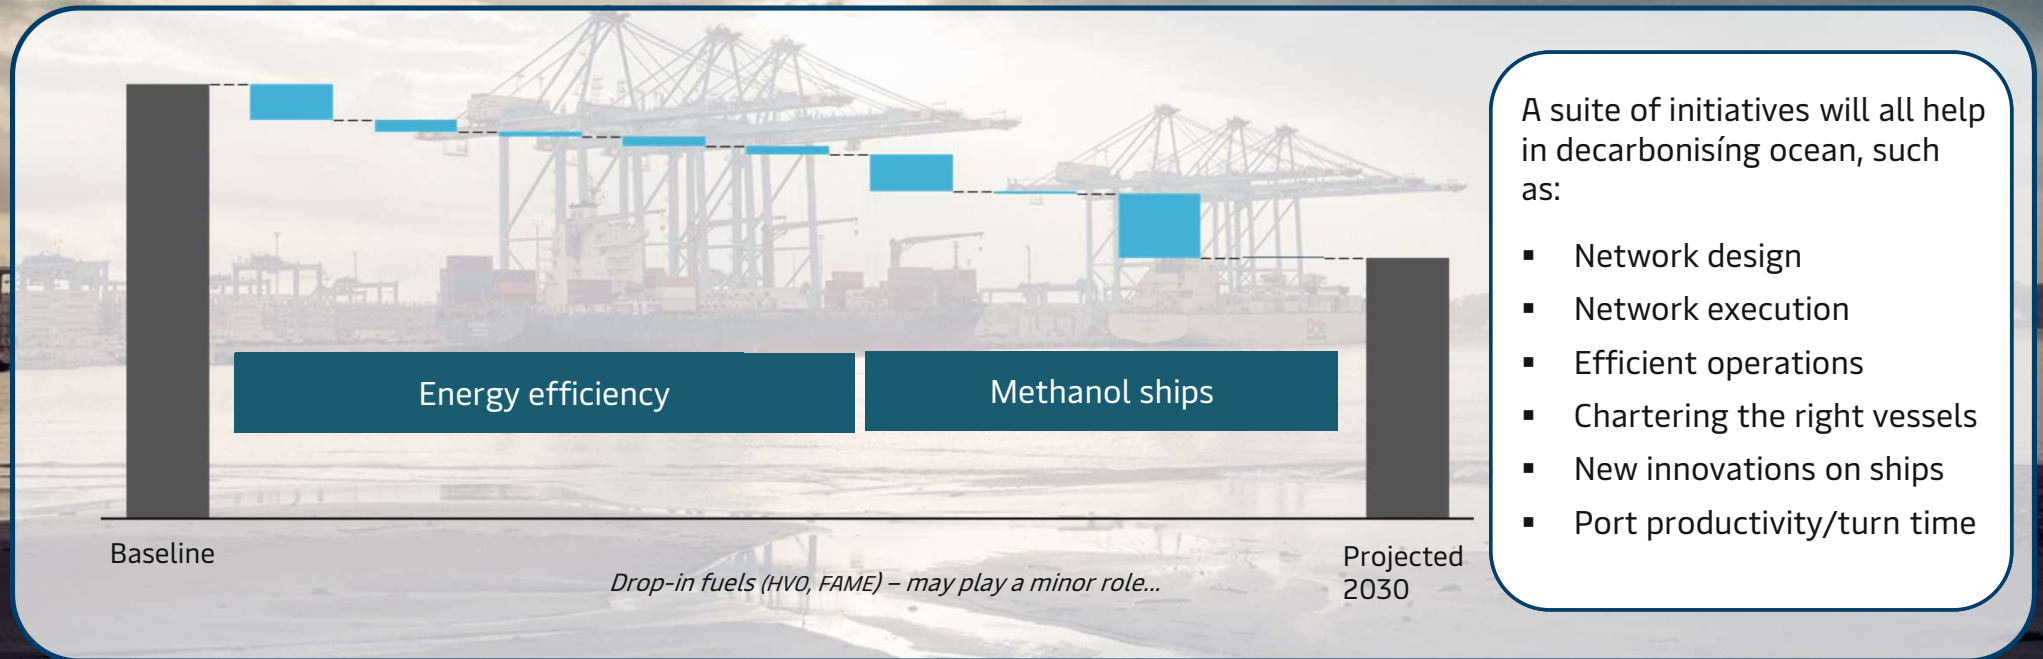 Energy efficiency
Methanol ships
Baseline
Projected
2030
Drop-in fuels (HVO, FAME) – may play a minor role...
A suite of initiatives will all help
in decarbonisíng ocean, such
as:
▪ Network design
▪ Network execution
▪ Efficient operations
▪ Chartering the right vessels
▪ New innovations on ships
▪ Port productivity/turn time